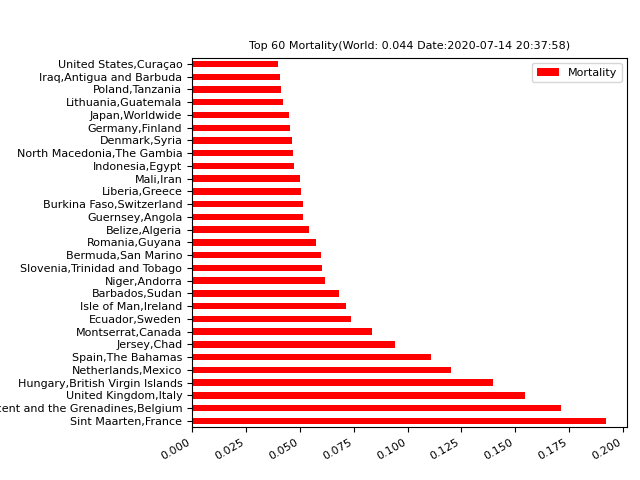 Top 60 Mortality(World: 0.044 Date:2020-07-14 20:37:58)
Mortality
United States,Curaçao
Iraq,Antigua and Barbuda
Poland,Tanzania
Lithuania,Guatemala
Japan,Worldwide
Germany,Finland
Denmark,Syria
North Macedonia,The Gambia
Indonesia,Egypt
Mali,Iran
Liberia,Greece
Burkina Faso,Switzerland
Guernsey,Angola
Belize,Algeria
Romania,Guyana
Bermuda,San Marino
Slovenia,Trinidad and Tobago
Niger,Andorra
Barbados,Sudan
Isle of Man,Ireland
Ecuador,Sweden
Montserrat,Canada
Jersey,Chad
Spain,The Bahamas
Netherlands,Mexico
Hungary,British Virgin Islands
United Kingdom,Italy
and the Grenadines,Belgium
Sint Maarten,France
0.000 0.025 0.050 0.075 0.100 0.125 0.150 0.175 0.200